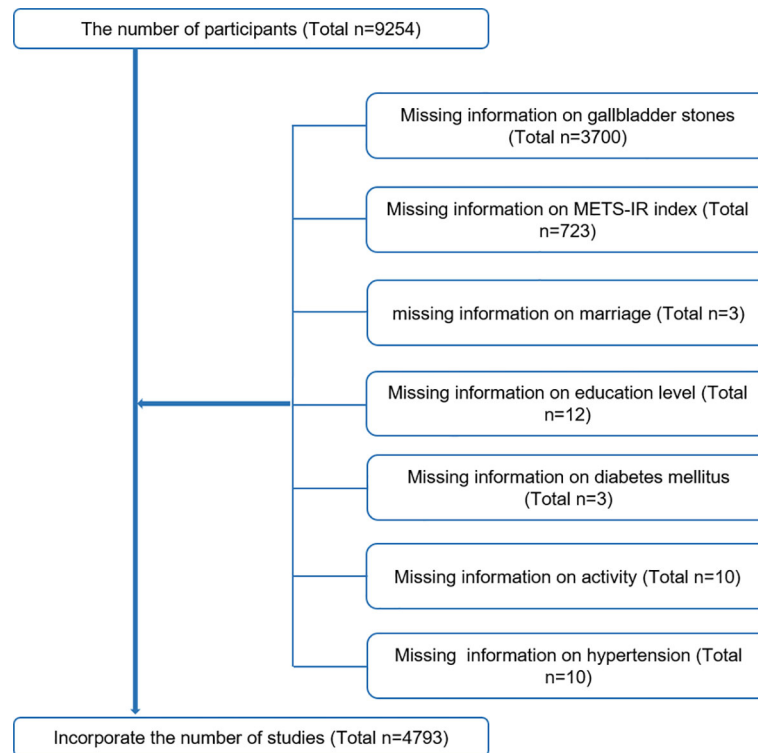 The number of participants (Total n=9254)
Missing information on gallbladder stones
(Total n=3700)
Missing information on METS-IR index (Total
n=723)
missing information on marriage (Total n=3)
Missing information on education level (Total
n=12)
Missing information on diabetes mellitus
(Total n=3)
Missing information on activity (Total n=10)
Missing information on hypertension (Total
n=10)
Incorporate the number of studies (Total n=4793)